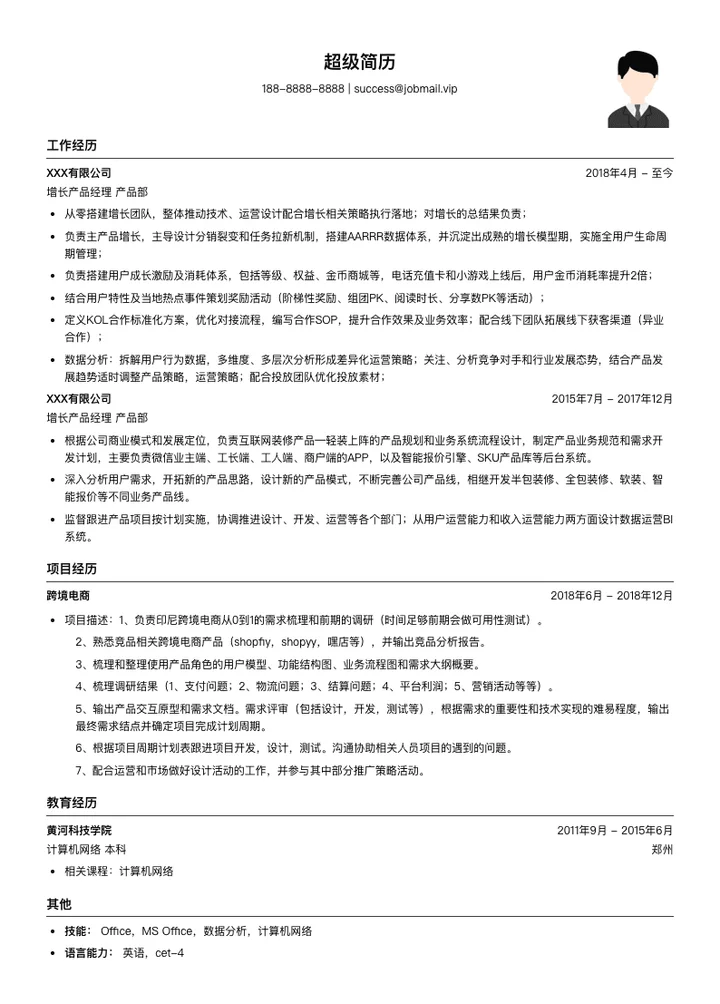 超级简历
188-8888-8888 | success@jobmail.vip
工作经历
XXX有限公司 2018年4月 - 至今
增长产品经理 产品部
• 从零搭建增长团队，整体推动技术、运营设计配合增长相关策略执行落地；对增长的总结果负责；
• 负责主产品增长，主导设计分销裂变和任务拉新机制，搭建AARRR数据体系，并沉淀出成熟的增长模型期，实施全用户生命周
期管理；
• 负责搭建用户成长激励及消耗体系，包括等级、权益、金币商城等，电话充值卡和小游戏上线后，用户金币消耗率提升2倍；
• 结合用户特性及当地热点事件策划奖励活动（阶梯性奖励、组团PK、阅读时长、分享数PK等活动）；
• 定义KOL合作标准化方案，优化对接流程，编写合作SOP，提升合作效果及业务效率；配合线下团队拓展线下获客渠道（异业
合作）；
• 数据分析：拆解用户行为数据，多维度、多层次分析形成差异化运营策略；关注、分析竞争对手和行业发展态势，结合产品发
展趋势适时调整产品策略，运营策略；配合投放团队优化投放素材；
XXX有限公司 2015年7月 - 2017年12月
增长产品经理 产品部
• 根据公司商业模式和发展定位，负责互联网装修产品—轻装上阵的产品规划和业务系统流程设计，制定产品业务规范和需求开
发计划，主要负责微信业主端、工长端、工人端、商户端的APP，以及智能报价引擎、SKU产品库等后台系统。
• 深入分析用户需求，开拓新的产品思路，设计新的产品模式，不断完善公司产品线，相继开发半包装修、全包装修、软装、智
能报价等不同业务产品线。
• 监督跟进产品项目按计划实施，协调推进设计、开发、运营等各个部门；从用户运营能力和收入运营能力两方面设计数据运营BI
系统。
项目经历
跨境电商 2018年6月 - 2018年12月
• 项目描述：1、负责印尼跨境电商从0到1的需求梳理和前期的调研（时间足够前期会做可用性测试）。
2、熟悉竞品相关跨境电商产品（shopfiy，shopyy，嘿店等），并输出竞品分析报告。
3、梳理和整理使用产品角色的用户模型、功能结构图、业务流程图和需求大纲概要。
4、梳理调研结果（1、支付问题；2、物流问题；3、结算问题；4、平台利润；5、营销活动等等）。
5、输出产品交互原型和需求文档。需求评审（包括设计，开发，测试等），根据需求的重要性和技术实现的难易程度，输出
最终需求结点并确定项目完成计划周期。
6、根据项目周期计划表跟进项目开发，设计，测试。沟通协助相关人员项目的遇到的问题。
7、配合运营和市场做好设计活动的工作，并参与其中部分推广策略活动。
教育经历
黄河科技学院 2011年9月 - 2015年6月
计算机网络 本科 郑州
• 相关课程：计算机网络
其他
• 技能： Office，MS Office，数据分析，计算机网络
• 语言能力： 英语，cet-4